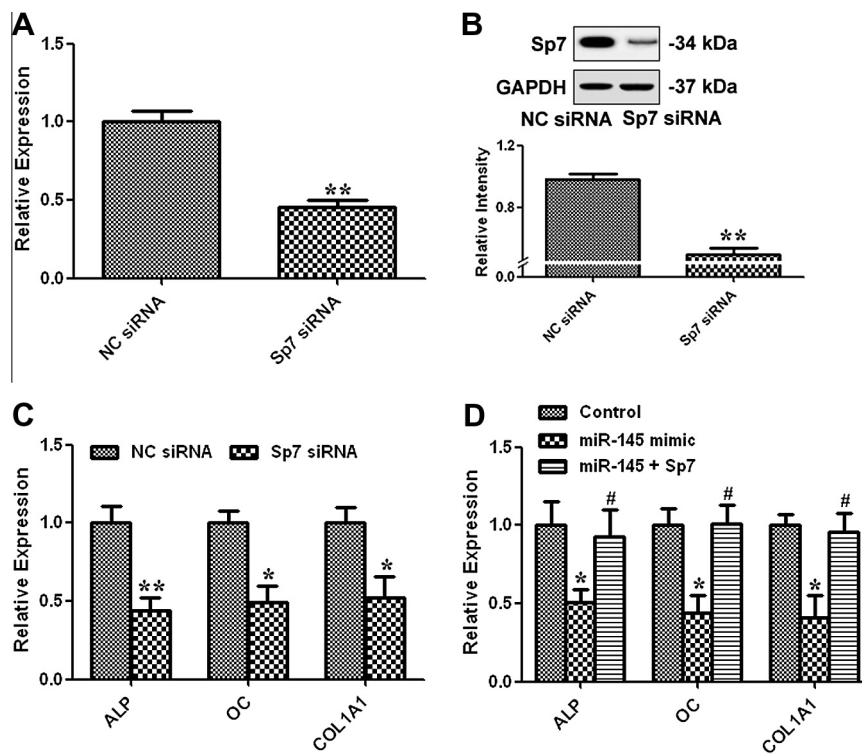 A
Relative Expression
1.5
1.0
0.5
0.0
**
NC siRNA
Sp7 siRNA
B
Sp7
-34 kDa
GAPDH
-37 kDa
NC siRNA Sp7 siRNA
Relative Intensity
1.2
0.8
0.0
**
NC siRNA
Sp7 siRNA
C
NC siRNA
Sp7 siRNA
Relative Expression
1.5
1.0
0.5
0.0
**
*
*
ALP
OC
COL1A1
D
Control
miR-145 mimic
miR-145 + Sp7
Relative Expression
1.5
1.0
0.5
0.0
*
#
*
#
*
#
ALP
OC
COL1A1